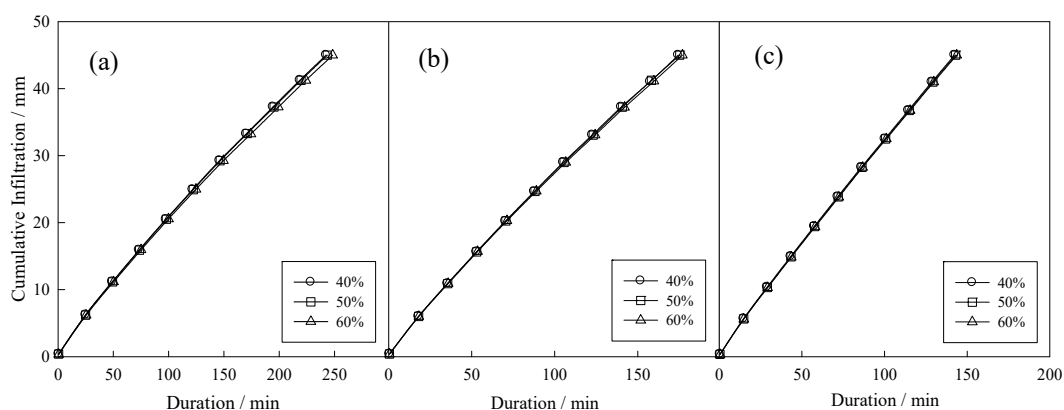 50
40
30
20
10
0
Cumulative Infiltration / mm
(a)
40%
50%
60%
0 50 100 150 200 250
Duration / min
(b)
40%
50%
60%
0 50 100 150
Duration / min
(c)
40%
50%
60%
0 50 100 150 200
Duration / min